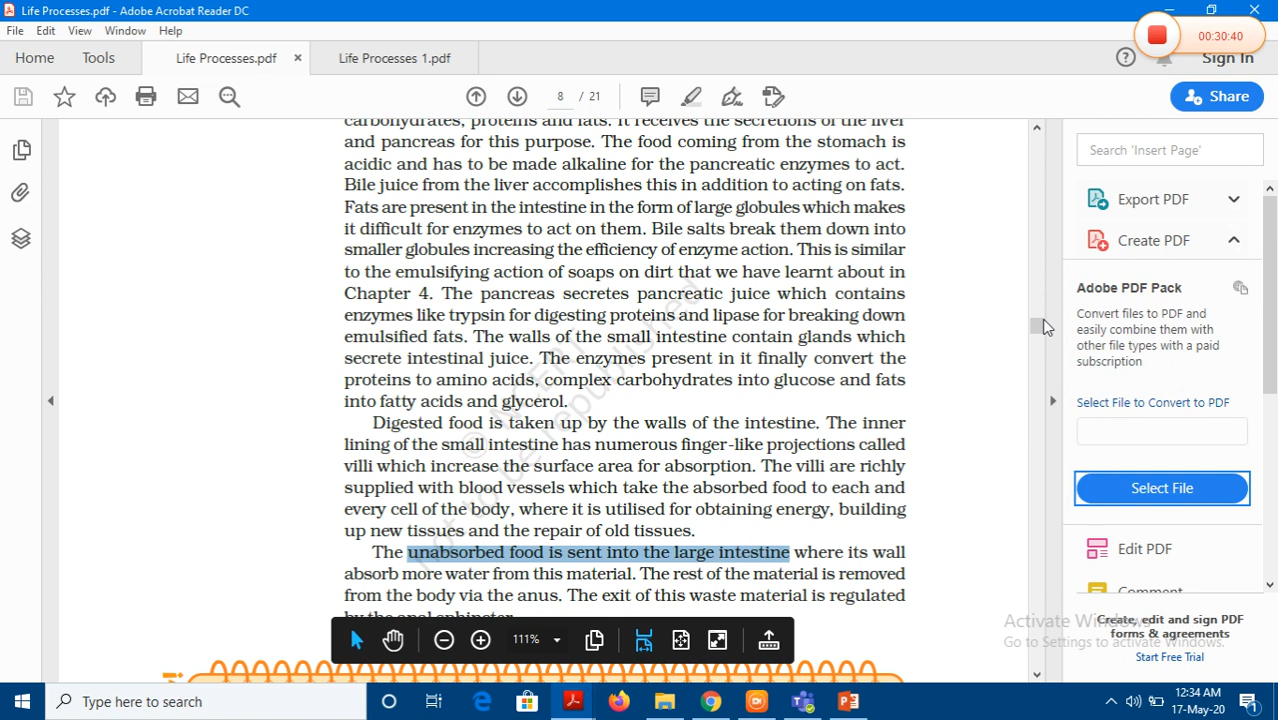 Life Processes.pdf - Adobe Acrobat Reader DC
File Edit View Window Help
00:30:40
Home Tools Life Processes.pdf × Life Processes 1.pdf Sign In
8 / 21
Share
carbohydrates, proteins and fats. It receives the secretions of the liver
and pancreas for this purpose. The food coming from the stomach is
acidic and has to be made alkaline for the pancreatic enzymes to act.
Bile juice from the liver accomplishes this in addition to acting on fats.
Fats are present in the intestine in the form of large globules which makes
it difficult for enzymes to act on them. Bile salts break them down into
smaller globules increasing the efficiency of enzyme action. This is similar
to the emulsifying action of soaps on dirt that we have learnt about in
Chapter 4. The pancreas secretes pancreatic juice which contains
enzymes like trypsin for digesting proteins and lipase for breaking down
emulsified fats. The walls of the small intestine contain glands which
secrete intestinal juice. The enzymes present in it finally convert the
proteins to amino acids, complex carbohydrates into glucose and fats
into fatty acids and glycerol.
Digested food is taken up by the walls of the intestine. The inner
lining of the small intestine has numerous finger-like projections called
villi which increase the surface area for absorption. The villi are richly
supplied with blood vessels which take the absorbed food to each and
every cell of the body, where it is utilised for obtaining energy, building
up new tissues and the repair of old tissues.
The unabsorbed food is sent into the large intestine where its wall
absorb more water from this material. The rest of the material is removed
from the body via the anus. The exit of this waste material is regulated
by the anal sphincter.
© NCERT
not to be republished
111%
Search 'Insert Page'
Export PDF
Create PDF
Adobe PDF Pack
Convert files to PDF and
easily combine them with
other file types with a paid
subscription
Select File to Convert to PDF
Select File
Edit PDF
Comment
Create, edit and sign PDF
forms & agreements
Start Free Trial
Activate Windows
Go to Settings to activate Windows.
Type here to search
12:34 AM
17-May-20
1